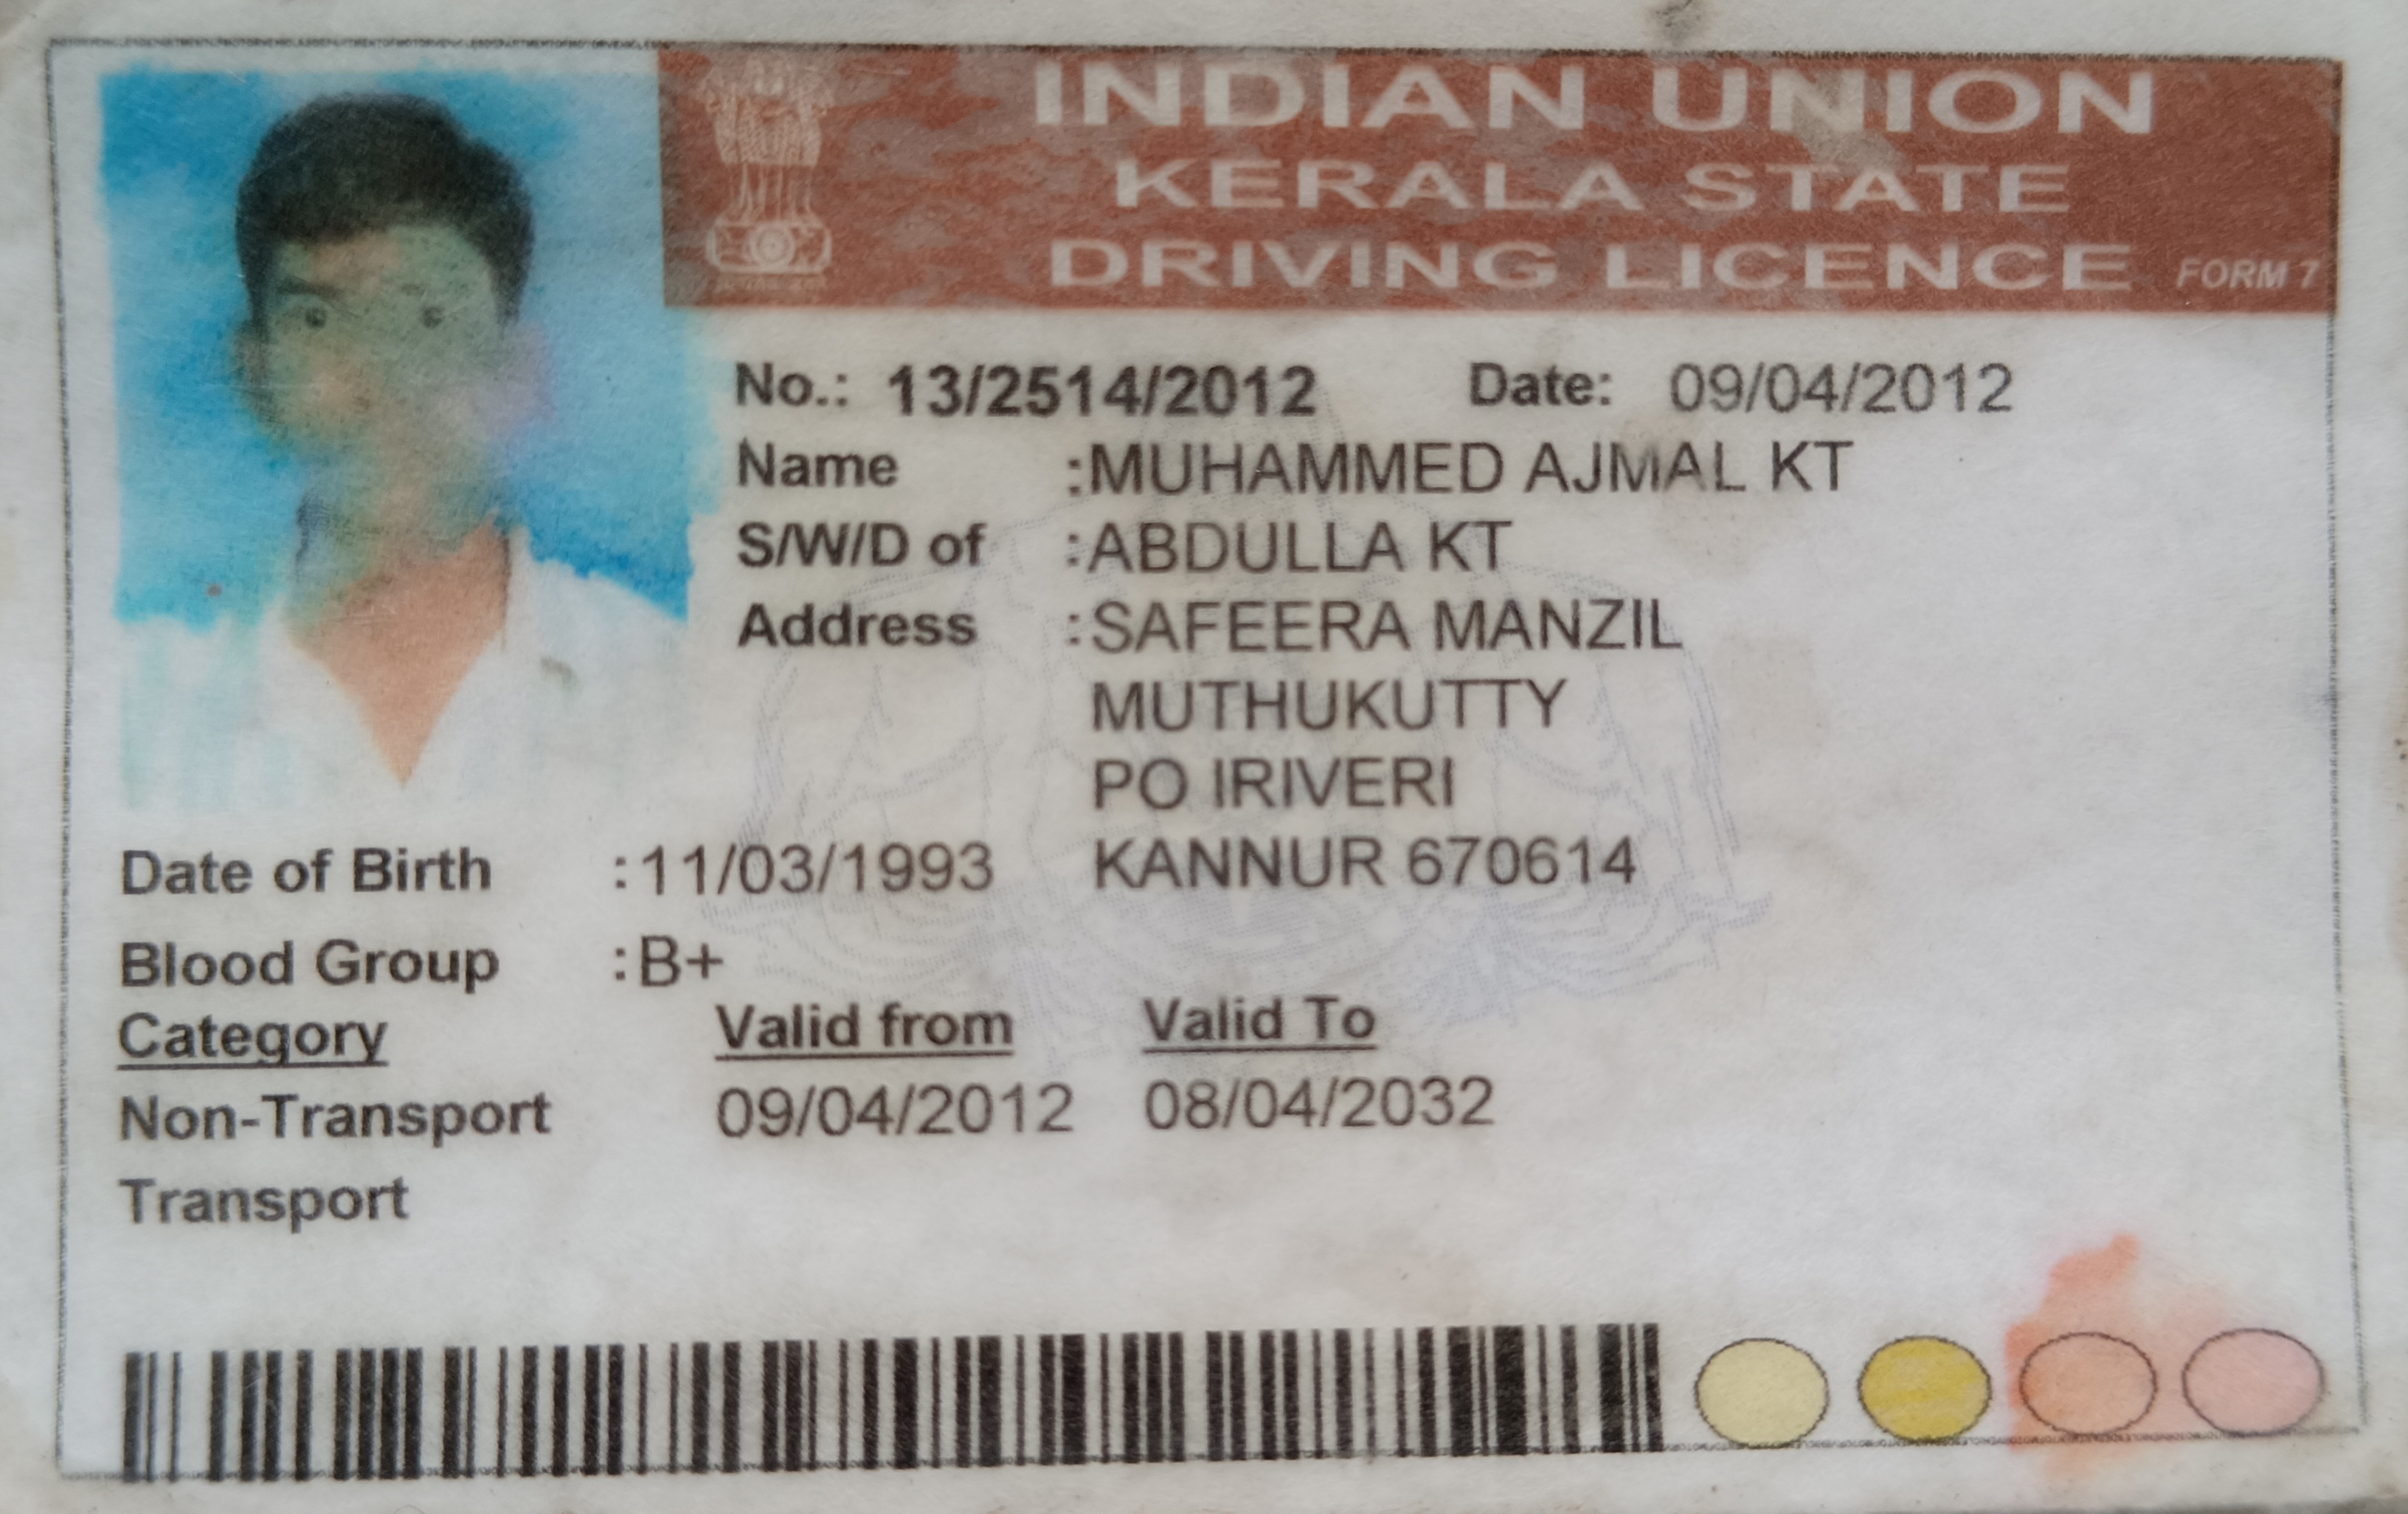 INDIAN UNION
KERALA STATE
DRIVING LICENCE FORM 7
No.: 13/2514/2012 Date: 09/04/2012
Name :MUHAMMED AJMAL KT
S/W/D of :ABDULLA KT
Address :SAFEERA MANZIL
MUTHUKUTTY
PO IRIVERI
Date of Birth :11/03/1993 KANNUR 670614
Blood Group :B+
Category Valid from Valid To
Non-Transport 09/04/2012 08/04/2032
Transport